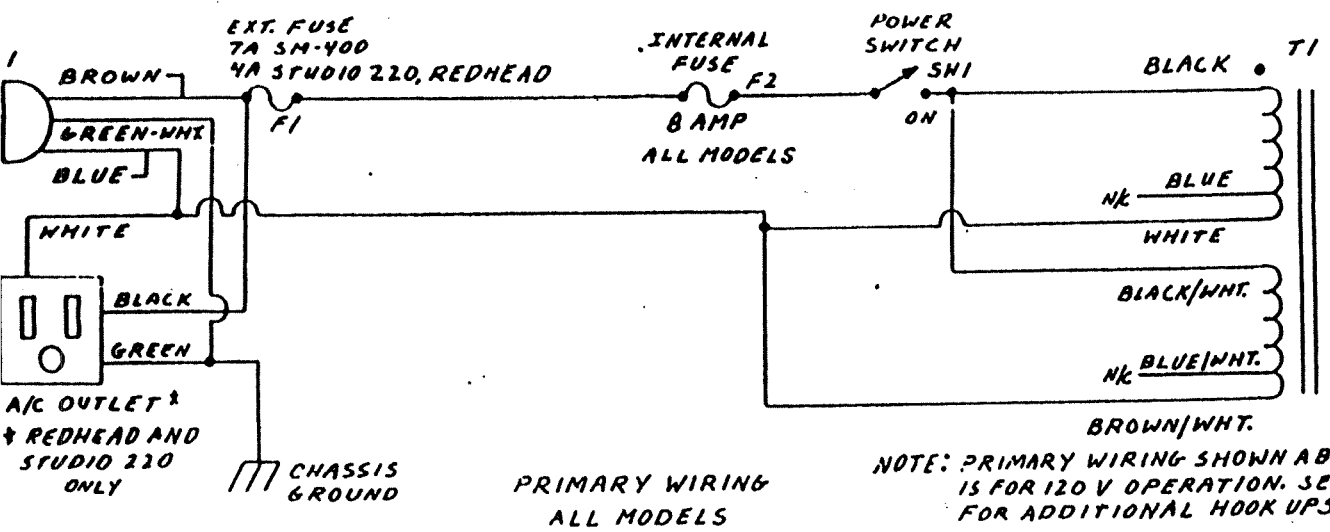 EXT. FUSE
7A SM-400
4A STUDIO 220, REDHEAD
INTERNAL
FUSE
POWER
SWITCH
SW1
T1
1
BROWN
F1
F2
8 AMP
ALL MODELS
ON
BLACK
GREEN-WHT
BLUE
N/C BLUE
WHITE
WHITE
BLACK
BLACK/WHT.
GREEN
N/C BLUE/WHT.
A/C OUTLET *
* REDHEAD AND
STUDIO 220
ONLY
CHASSIS
GROUND
BROWN/WHT.
PRIMARY WIRING
ALL MODELS
NOTE: PRIMARY WIRING SHOWN AB
IS FOR 120 V OPERATION. SE
FOR ADDITIONAL HOOK UPS